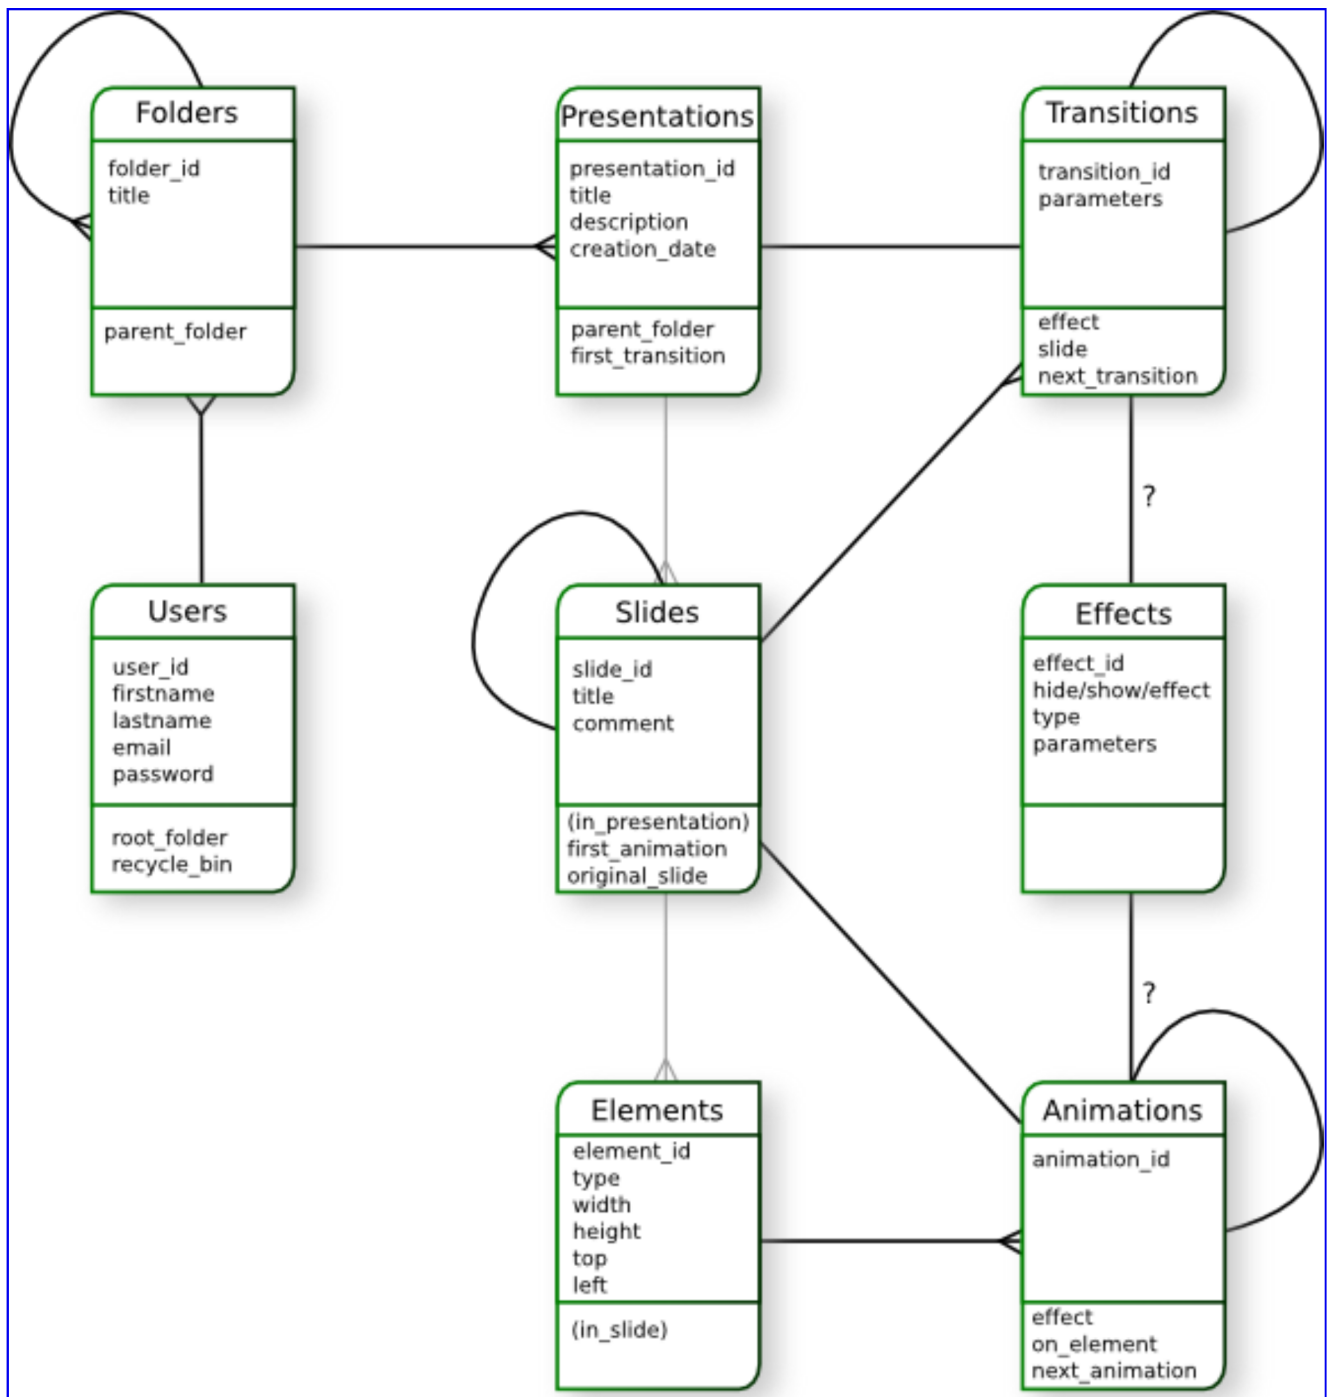 Folders
folder_id
title
parent_folder
Presentations
presentation_id
title
description
creation_date
parent_folder
first_transition
Transitions
transition_id
parameters
effect
slide
next_transition
?
Users
user_id
firstname
lastname
email
password
root_folder
recycle_bin
Slides
slide_id
title
comment
(in_presentation)
first_animation
original_slide
Effects
effect_id
hide/show/effect
type
parameters
?
Elements
element_id
type
width
height
top
left
(in_slide)
Animations
animation_id
effect
on_element
next_animation